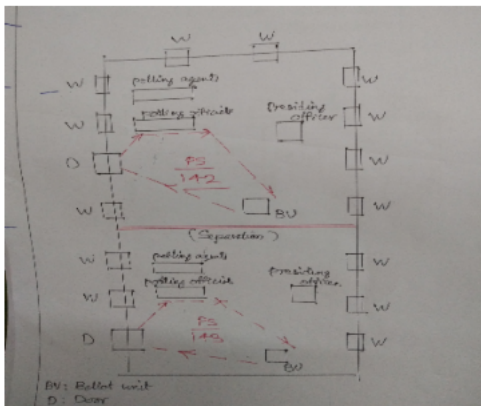 W W
W polling agents W
W polling officials Presiding officer W
D PS 142 W
W BU W
(Separation)
W polling agents W
W polling officials presiding officer W
D PS 143 W
BU
BU: Ballot unit
D: Door